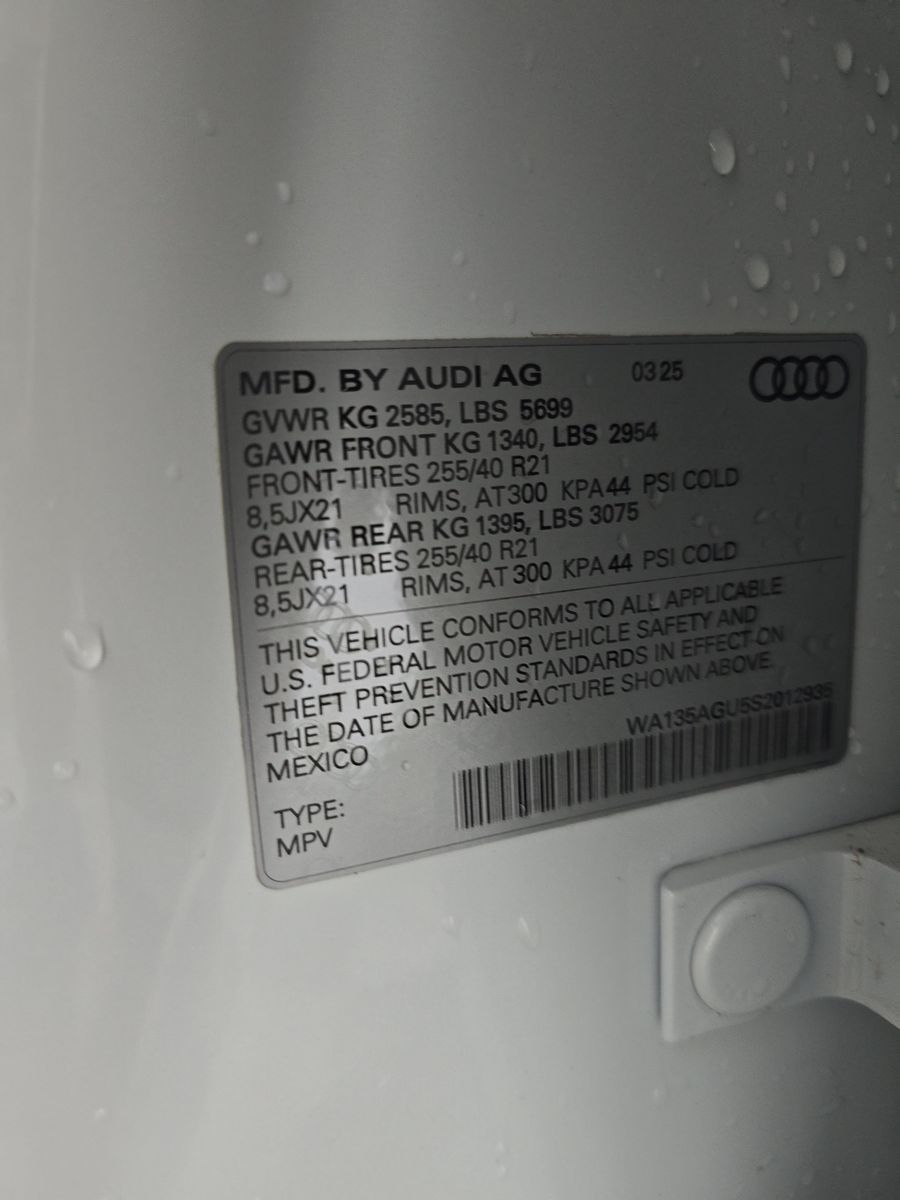 MFD. BY AUDI AG 03 25
GVWR KG 2585, LBS 5699
GAWR FRONT KG 1340, LBS 2954
FRONT-TIRES 255/40 R21
8,5JX21 RIMS, AT 300 KPA 44 PSI COLD
GAWR REAR KG 1395, LBS 3075
REAR-TIRES 255/40 R21
8,5JX21 RIMS, AT 300 KPA 44 PSI COLD
THIS VEHICLE CONFORMS TO ALL APPLICABLE
U.S. FEDERAL MOTOR VEHICLE SAFETY AND
THEFT PREVENTION STANDARDS IN EFFECT ON
THE DATE OF MANUFACTURE SHOWN ABOVE.
MEXICO
WA135AGU5S2012935
TYPE:
MPV